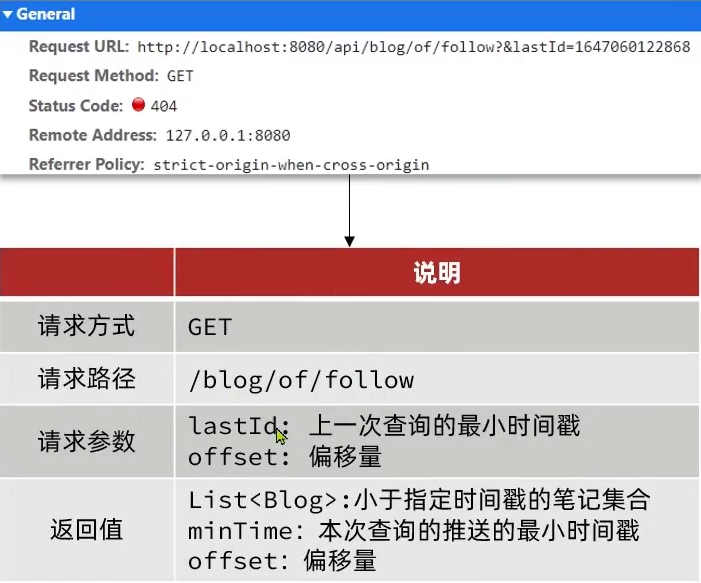 General
Request URL: http://localhost:8080/api/blog/of/follow?&lastId=1647060122868
Request Method: GET
Status Code: 404
Remote Address: 127.0.0.1:8080
Referrer Policy: strict-origin-when-cross-origin
说明
请求方式 GET
请求路径 /blog/of/follow
请求参数 lastId: 上一次查询的最小时间戳
offset: 偏移量
返回值 List<Blog>:小于指定时间戳的笔记集合
minTime: 本次查询的推送的最小时间戳
offset: 偏移量